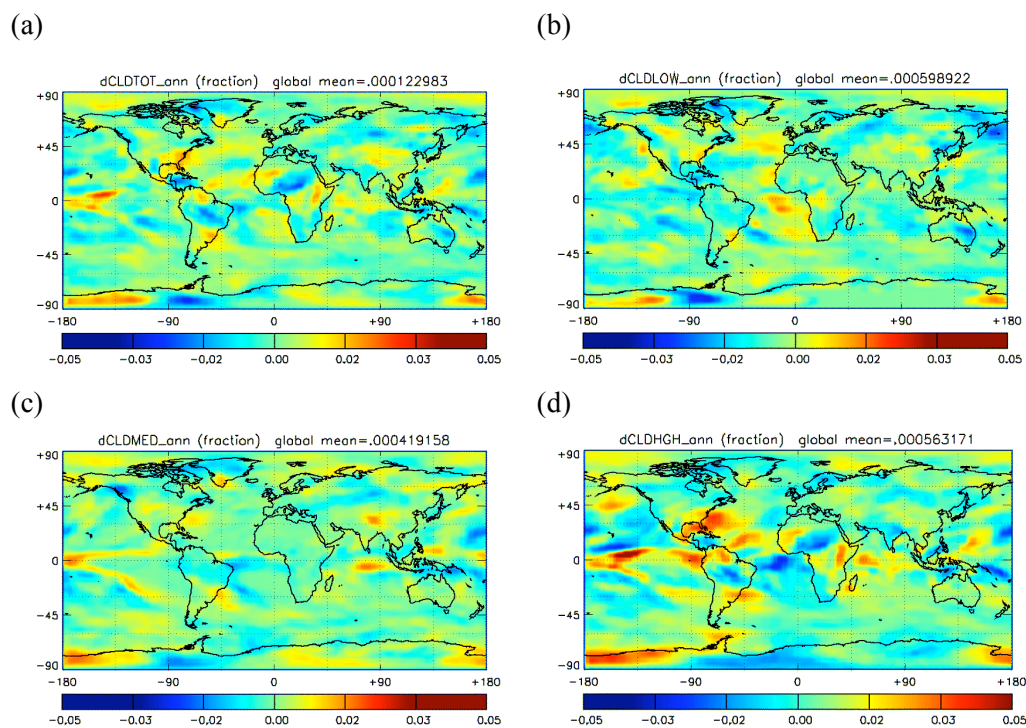 (a)
dCLDTOT_ann (fraction) global mean=.000122983
+90
+45
0
−45
−90
−180 −90 0 +90 +180
−0.05 −0.03 −0.02 0.00 0.02 0.03 0.05
(b)
dCLDLOW_ann (fraction) global mean=.000598922
+90
+45
0
−45
−90
−180 −90 0 +90 +180
−0.05 −0.03 −0.02 0.00 0.02 0.03 0.05
(c)
dCLDMED_ann (fraction) global mean=.000419158
+90
+45
0
−45
−90
−180 −90 0 +90 +180
−0.05 −0.03 −0.02 0.00 0.02 0.03 0.05
(d)
dCLDHGH_ann (fraction) global mean=.000563171
+90
+45
0
−45
−90
−180 −90 0 +90 +180
−0.05 −0.03 −0.02 0.00 0.02 0.03 0.05